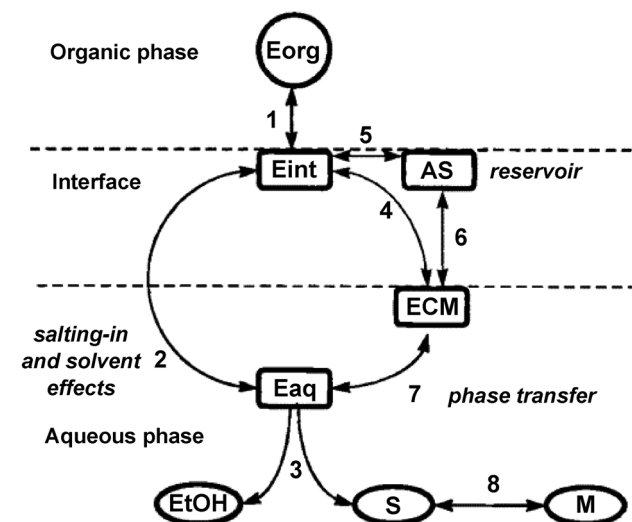 Organic phase
Eorg
1
5
Interface
Eint
AS
reservoir
4
6
ECM
salting-in
and solvent
effects
2
Eaq
7
phase transfer
Aqueous phase
3
8
EtOH
S
M